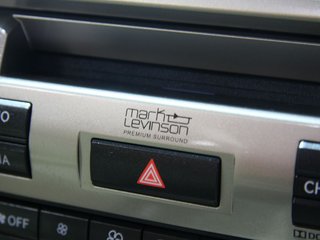 mark
Levinson
PREMIUM SURROUND
OFF
CH